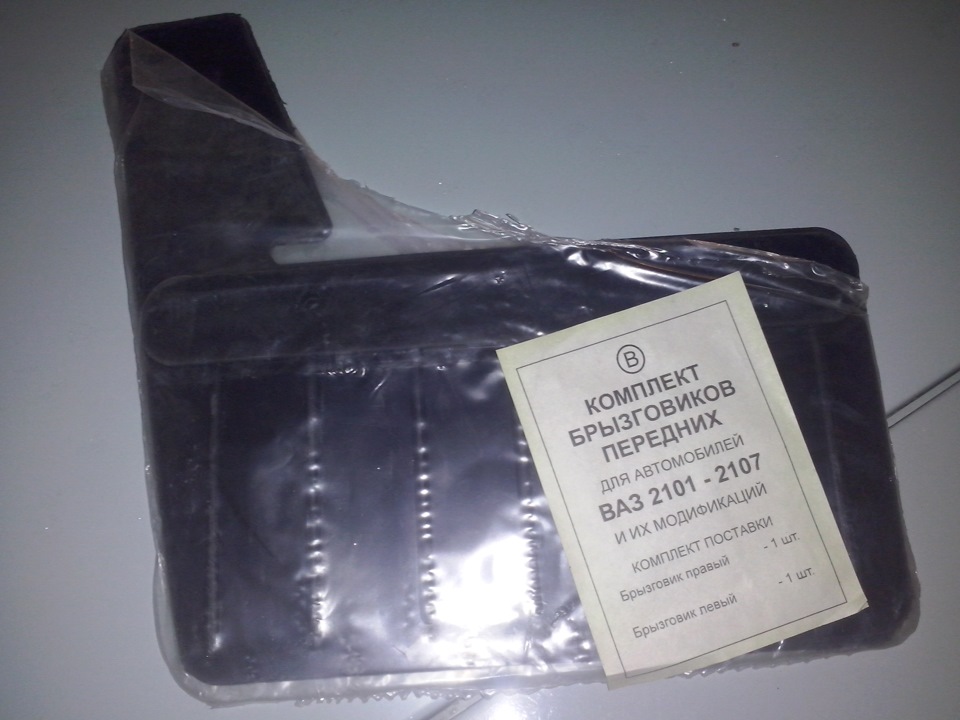 В
КОМПЛЕКТ
БРЫЗГОВИКОВ
ПЕРЕДНИХ
ДЛЯ АВТОМОБИЛЕЙ
ВАЗ 2101 - 2107
И ИХ МОДИФИКАЦИЙ
КОМПЛЕКТ ПОСТАВКИ
Брызговик правый - 1 шт.
Брызговик левый - 1 шт.